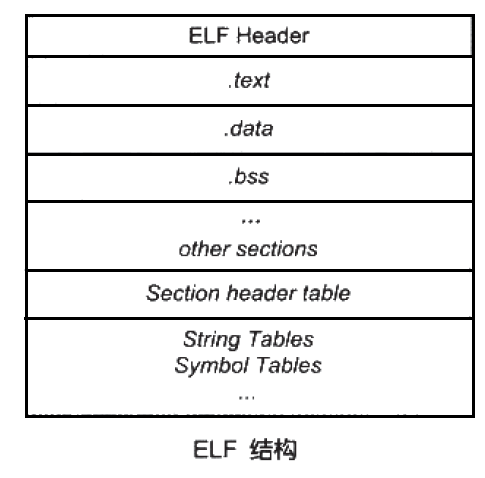 ELF Header
.text
.data
.bss
...
other sections
Section header table
String Tables
Symbol Tables
...
ELF 结构